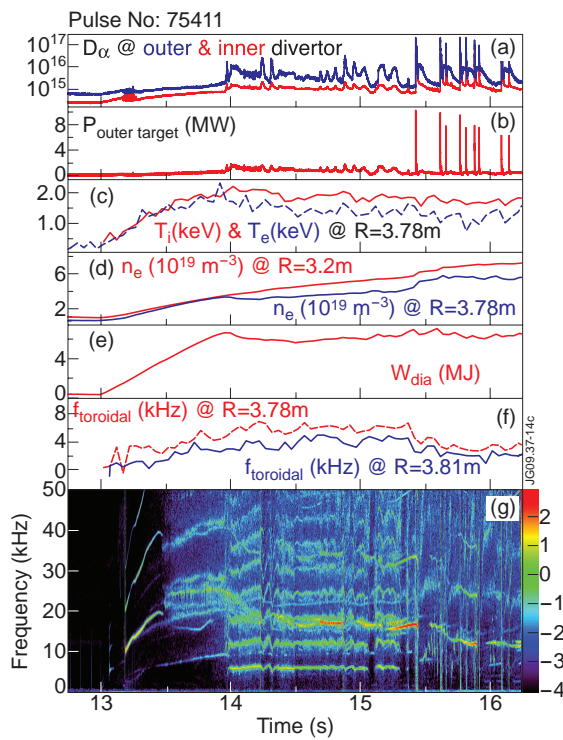 Pulse No: 75411
10¹⁷
10¹⁶
10¹⁵
Dα @ outer & inner divertor
(a)
8
4
0
P outer target (MW)
(b)
2.0
1.0
(c)
Ti(keV) & Te(keV) @ R=3.78m
6
4
2
(d)
ne (10¹⁹ m⁻³) @ R=3.2m
ne (10¹⁹ m⁻³) @ R=3.78m
4
0
(e)
Wdia (MJ)
8
4
0
ftoroidal (kHz) @ R=3.78m
(f)
ftoroidal (kHz) @ R=3.81m
JG09.37-14c
50
40
30
20
10
0
Frequency (kHz)
(g)
2
1
0
-1
-2
-3
-4
13
14
15
16
Time (s)